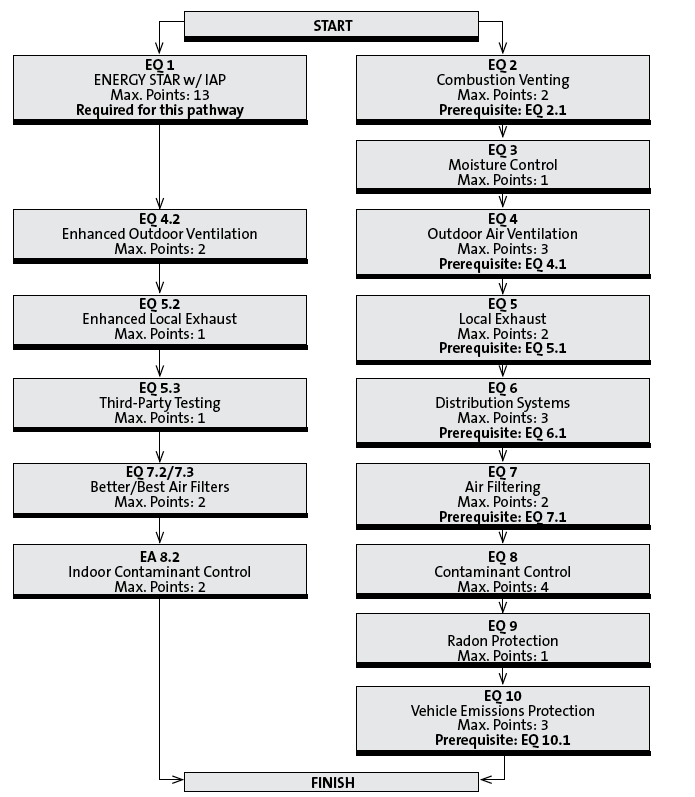 START
EQ 1
ENERGY STAR w/ IAP
Max. Points: 13
Required for this pathway
EQ 4.2
Enhanced Outdoor Ventilation
Max. Points: 2
EQ 5.2
Enhanced Local Exhaust
Max. Points: 1
EQ 5.3
Third-Party Testing
Max. Points: 1
EQ 7.2/7.3
Better/Best Air Filters
Max. Points: 2
EA 8.2
Indoor Contaminant Control
Max. Points: 2
EQ 2
Combustion Venting
Max. Points: 2
Prerequisite: EQ 2.1
EQ 3
Moisture Control
Max. Points: 1
EQ 4
Outdoor Air Ventilation
Max. Points: 3
Prerequisite: EQ 4.1
EQ 5
Local Exhaust
Max. Points: 2
Prerequisite: EQ 5.1
EQ 6
Distribution Systems
Max. Points: 3
Prerequisite: EQ 6.1
EQ 7
Air Filtering
Max. Points: 2
Prerequisite: EQ 7.1
EQ 8
Contaminant Control
Max. Points: 4
EQ 9
Radon Protection
Max. Points: 1
EQ 10
Vehicle Emissions Protection
Max. Points: 3
Prerequisite: EQ 10.1
FINISH